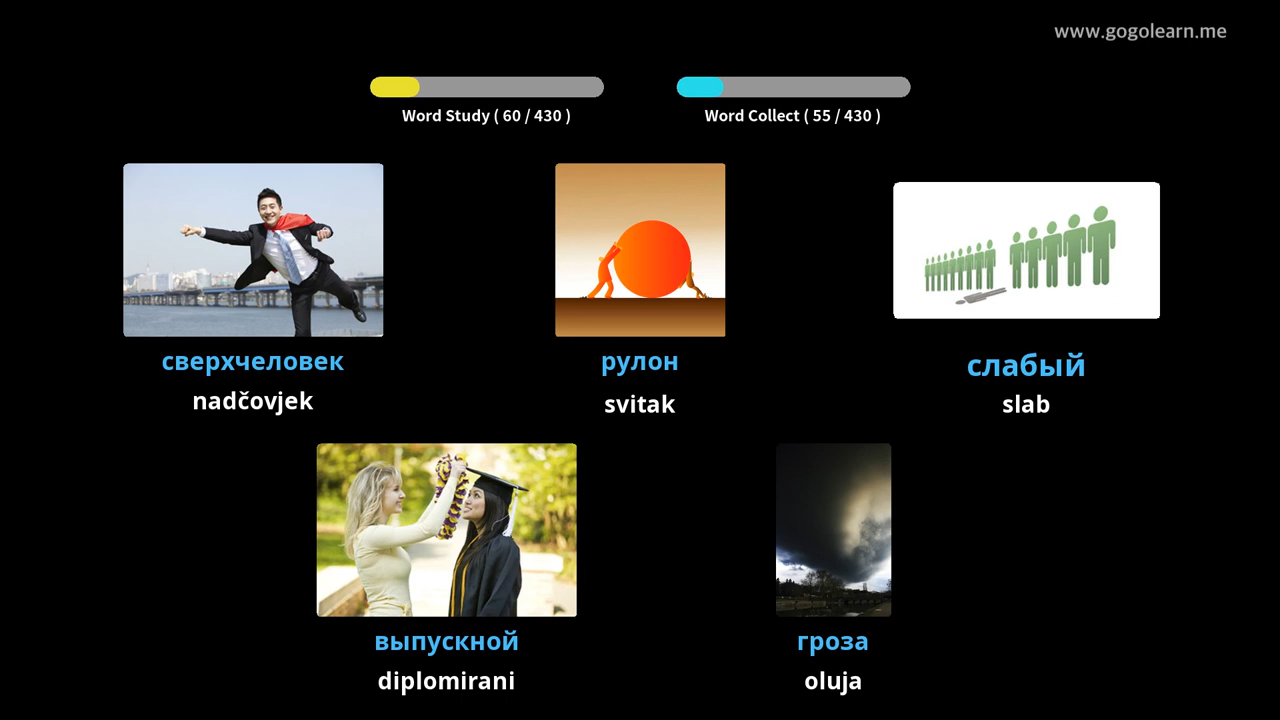 www.gogolearn.me
Word Study ( 60 / 430 )
Word Collect ( 55 / 430 )
сверхчеловек
nadčovjek
рулон
svitak
слабый
slab
выпускной
diplomirani
гроза
oluja